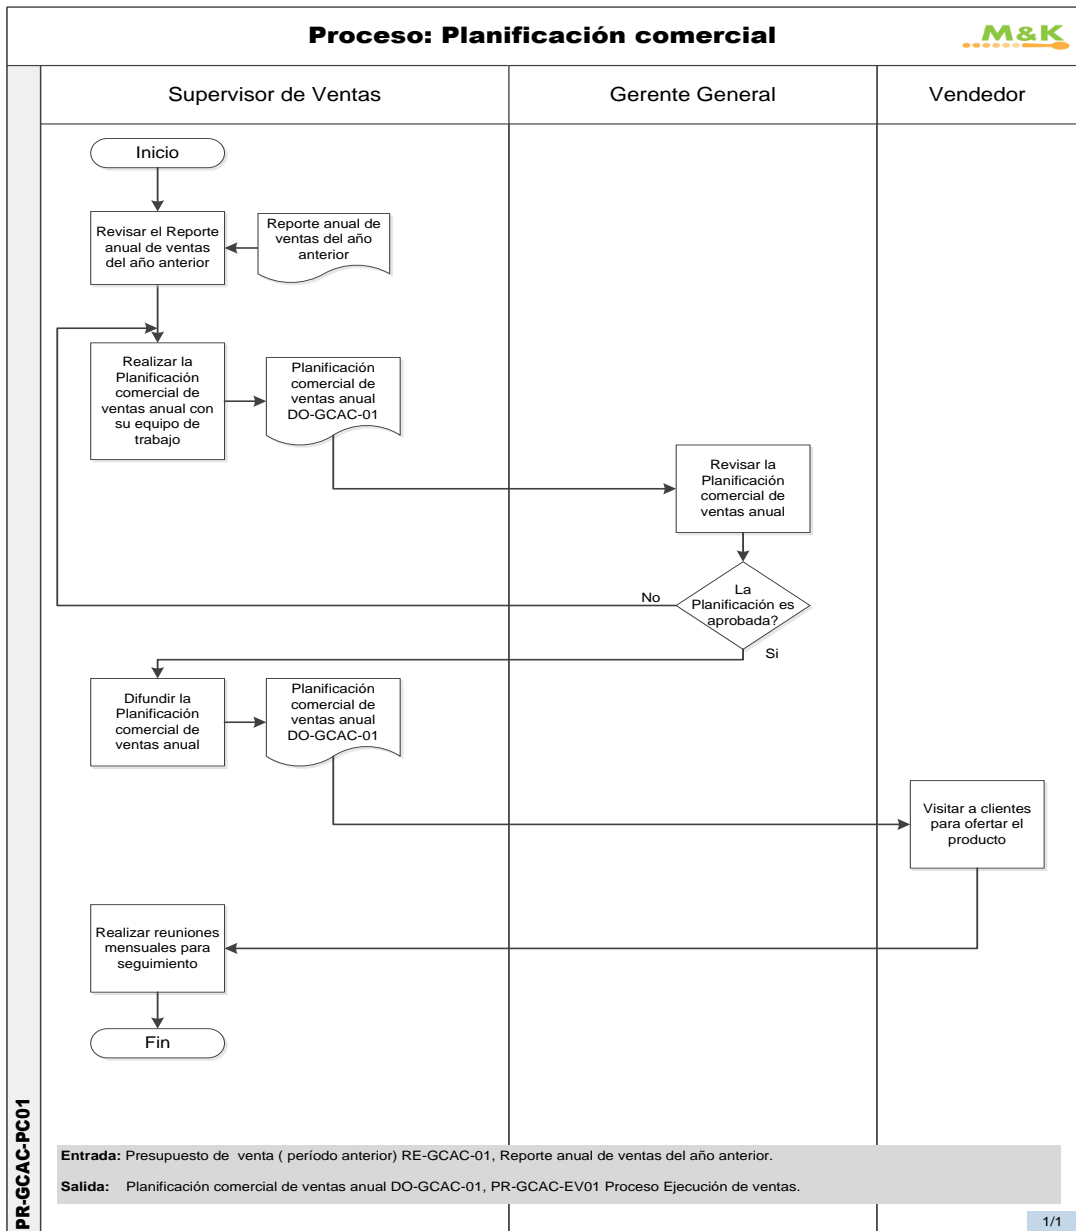 Proceso: Planificación comercial
M&K
Supervisor de Ventas
Gerente General
Vendedor
Inicio
Revisar el Reporte
anual de ventas
del año anterior
Reporte anual de
ventas del año
anterior
Realizar la
Planificación
comercial de
ventas anual con
su equipo de
trabajo
Planificación
comercial de
ventas anual
DO-GCAC-01
Revisar la
Planificación
comercial de
ventas anual
La
Planificación es
aprobada?
No
Si
Difundir la
Planificación
comercial de
ventas anual
Planificación
comercial de
ventas anual
DO-GCAC-01
Visitar a clientes
para ofertar el
producto
Realizar reuniones
mensuales para
seguimiento
Fin
PR-GCAC-PC01
Entrada: Presupuesto de venta ( período anterior) RE-GCAC-01, Reporte anual de ventas del año anterior.
Salida: Planificación comercial de ventas anual DO-GCAC-01, PR-GCAC-EV01 Proceso Ejecución de ventas.
1/1